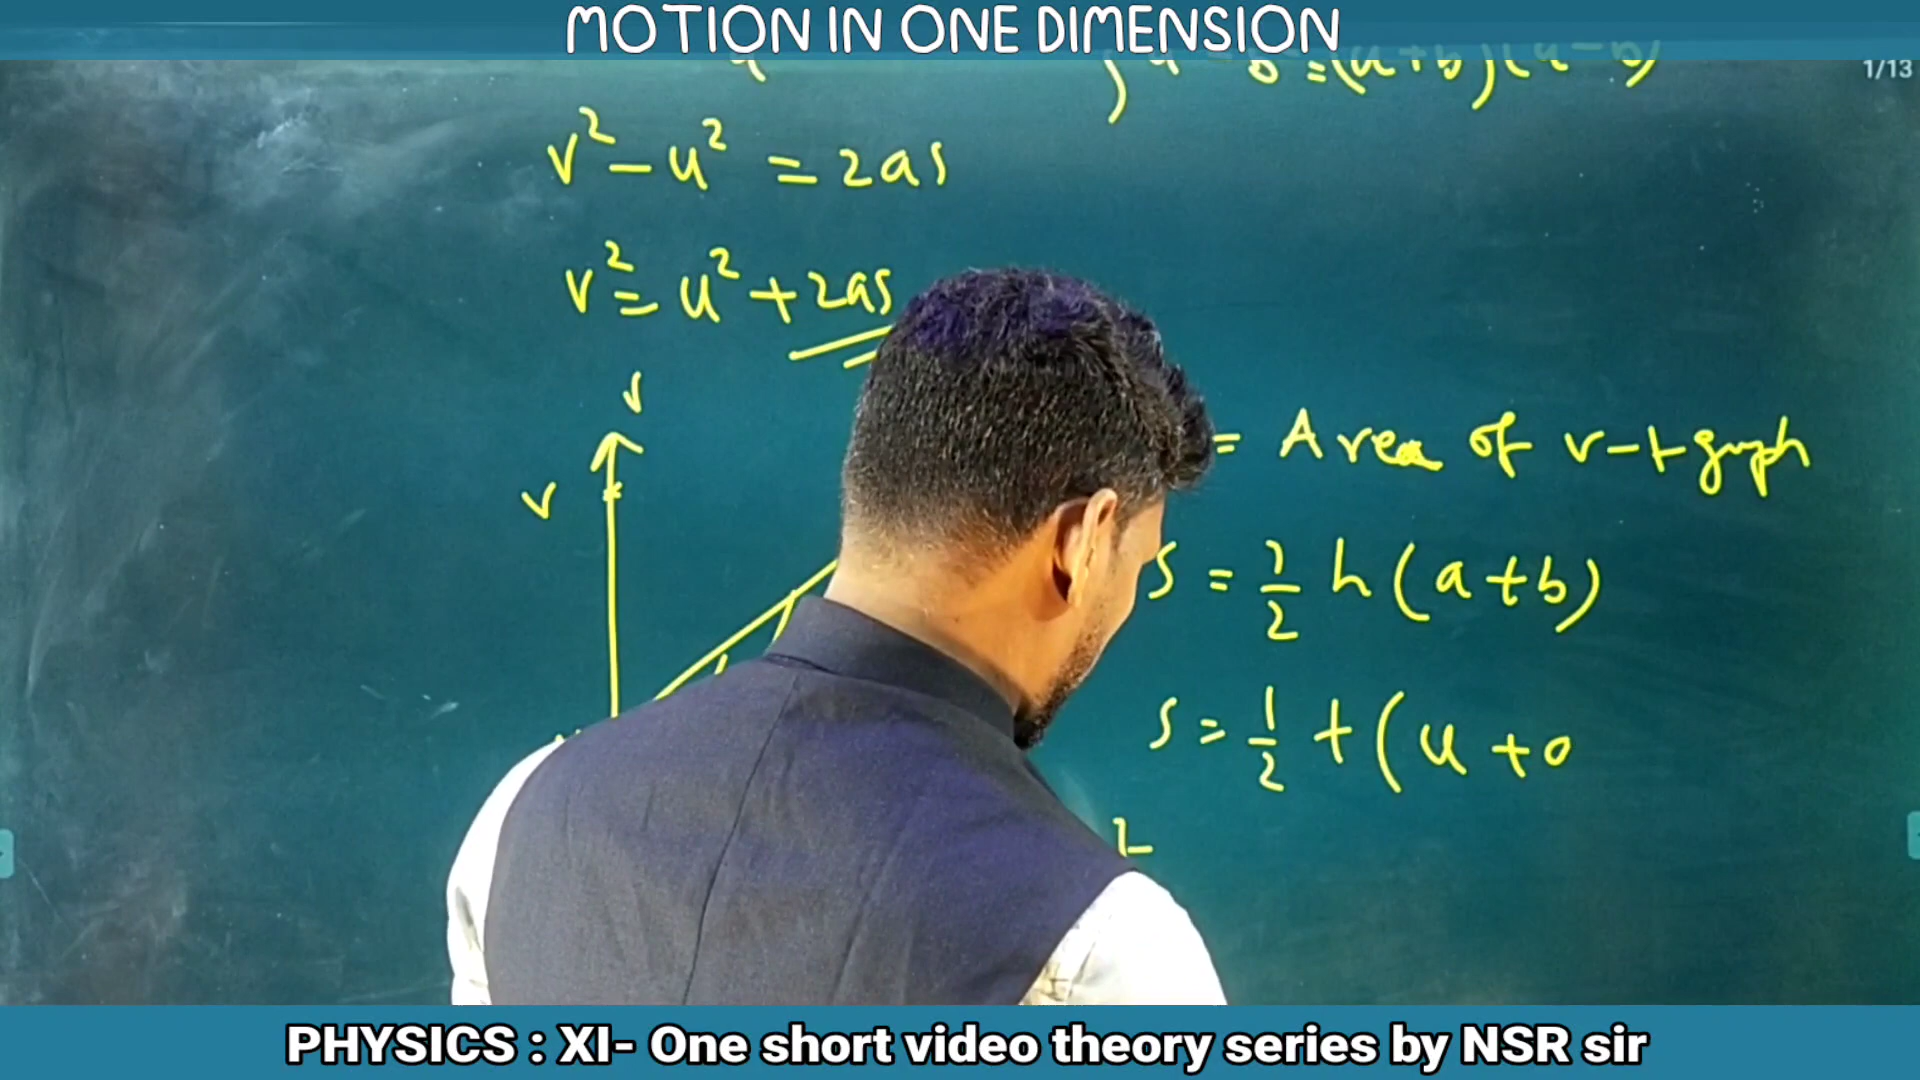 MOTION IN ONE DIMENSION
1/13
=(a+b)(a-b)
v² - u² = 2as
v² = u² + 2as
v
v
= Area of v-t graph
s = 1/2 h (a+b)
s = 1/2 t (u +
PHYSICS : XI- One short video theory series by NSR sir